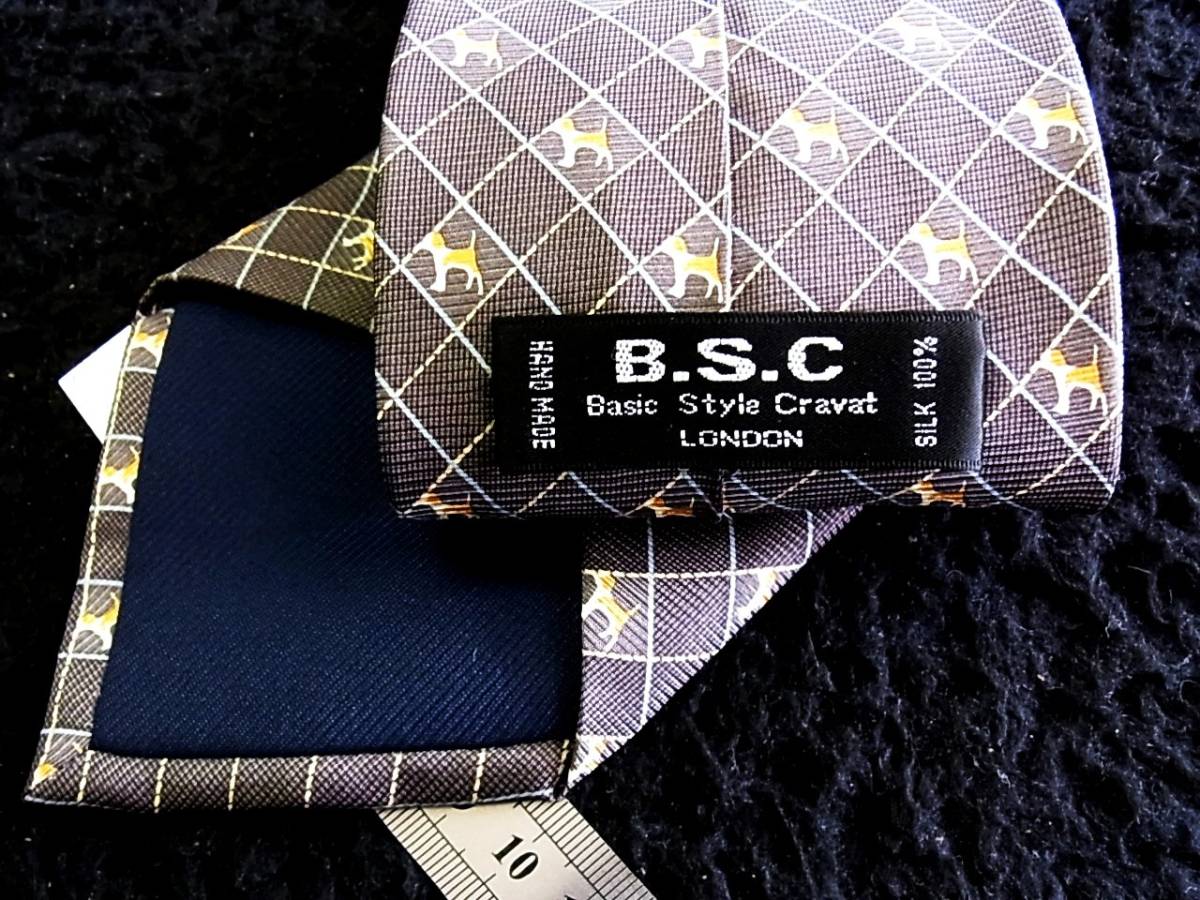 HAND MADE
B.S.C
Basic Style Cravat
LONDON
SILK 100%
10